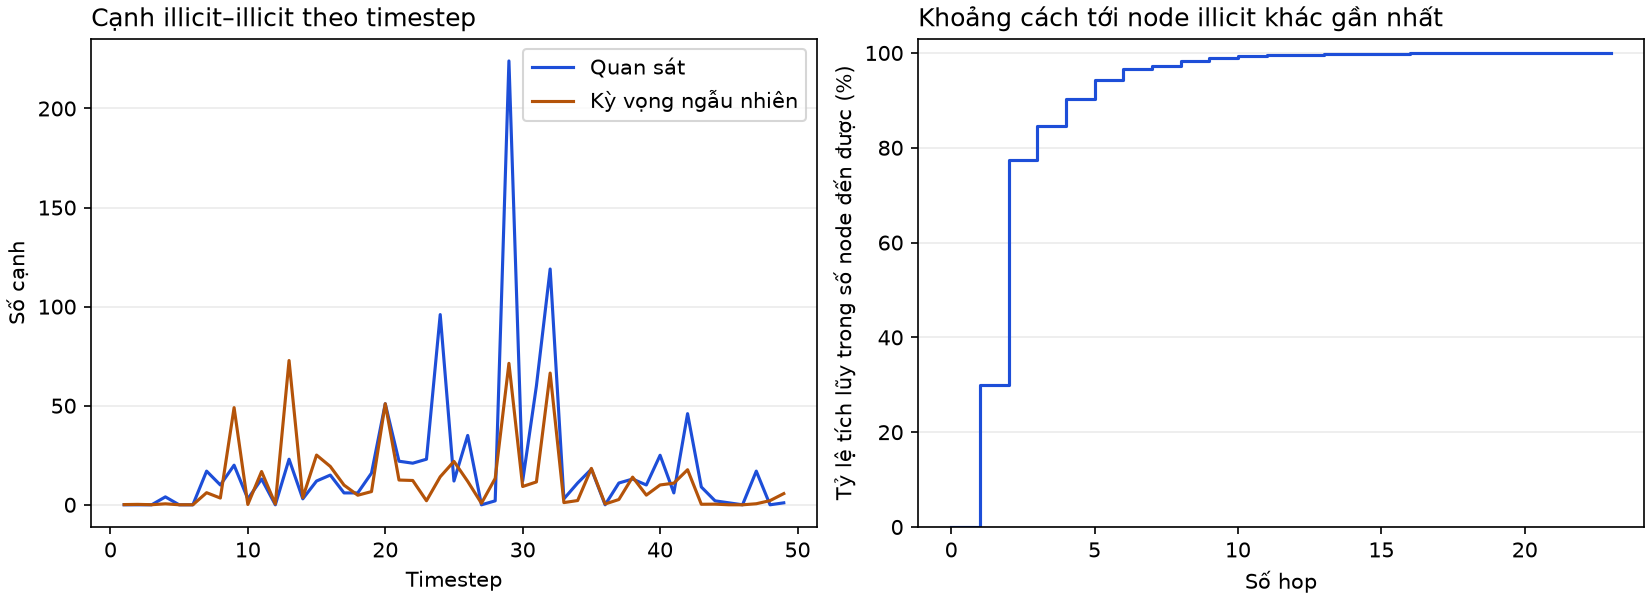 Cạnh illicit–illicit theo timestep
Số cạnh
200
150
100
50
0
Quan sát
Kỳ vọng ngẫu nhiên
0 10 20 30 40 50
Timestep
Khoảng cách tới node illicit khác gần nhất
Tỷ lệ tích lũy trong số node đến được (%)
100
80
60
40
20
0
0 5 10 15 20
Số hop